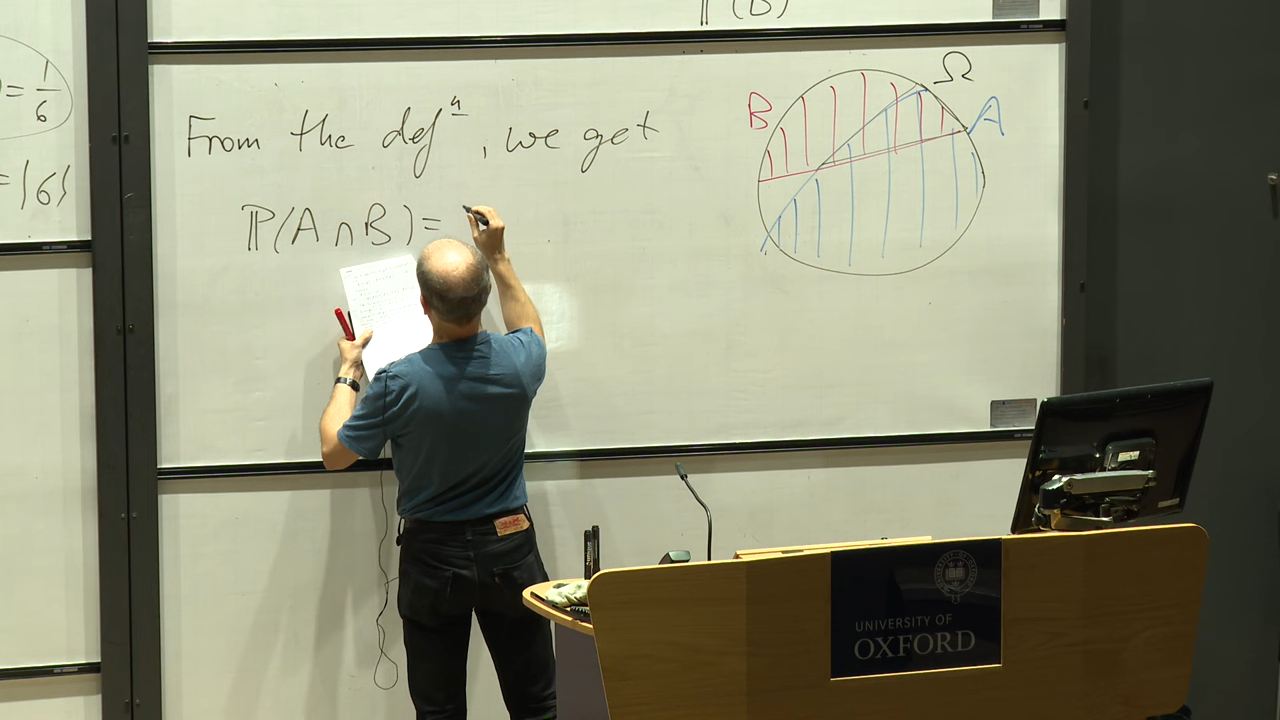 ℙ(B)
= 1/6
= {6}
From the defⁿ, we get
ℙ(A ∩ B) =
B
Ω
A
UNIVERSITY OF
OXFORD